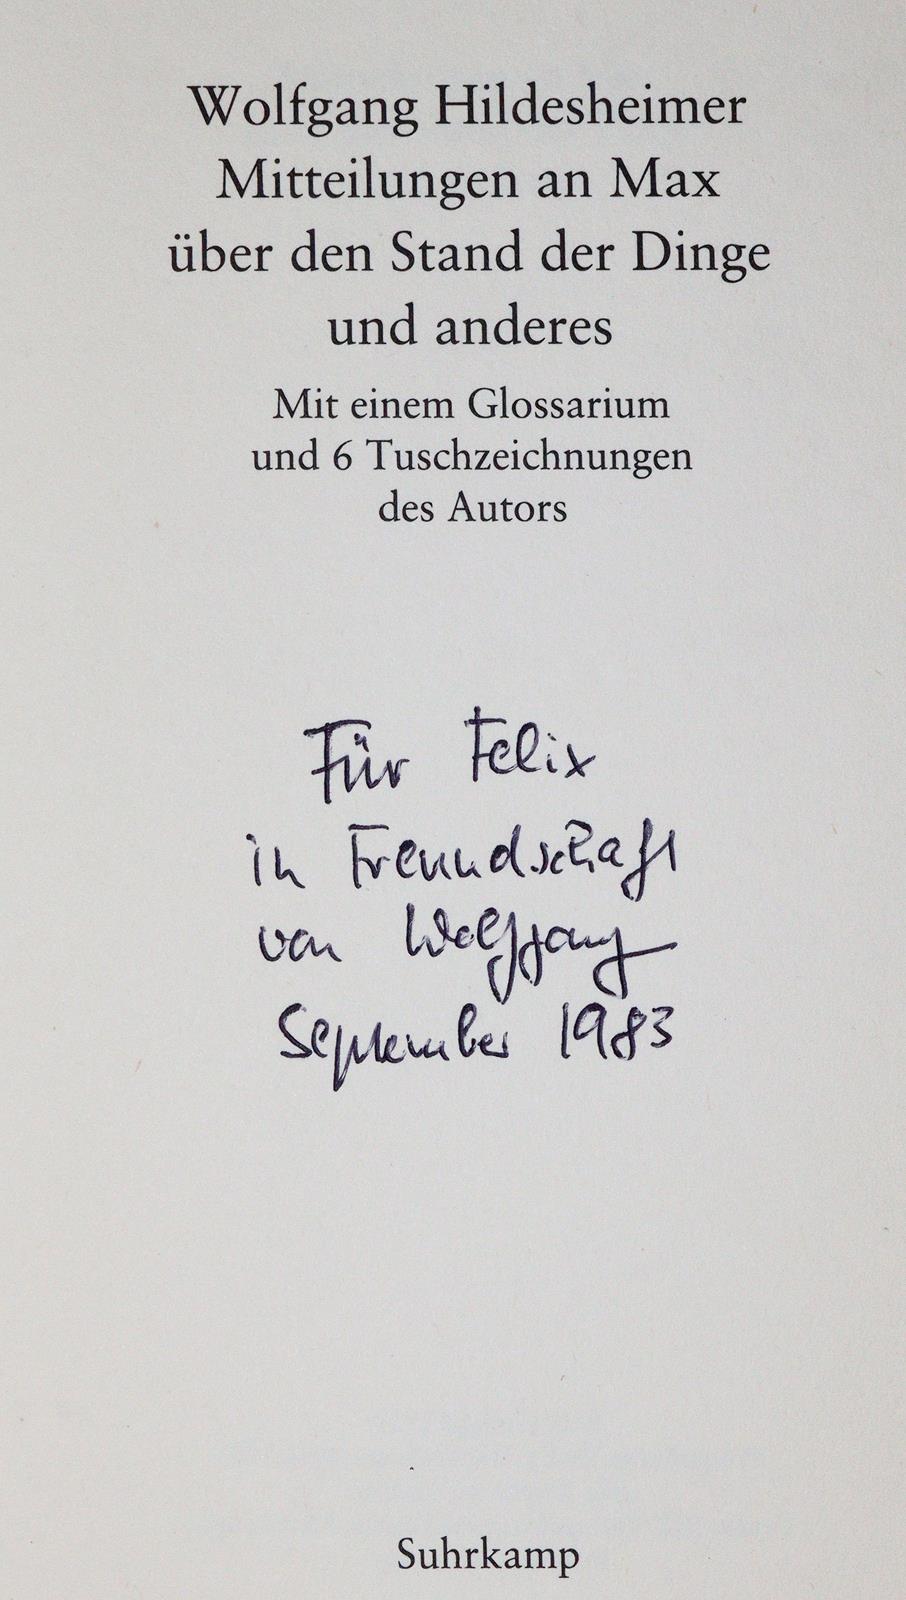 Wolfgang Hildesheimer
Mitteilungen an Max
über den Stand der Dinge
und anderes
Mit einem Glossarium
und 6 Tuschzeichnungen
des Autors
Für Felix
in Freundschaft
von Wolfgang
September 1983
Suhrkamp